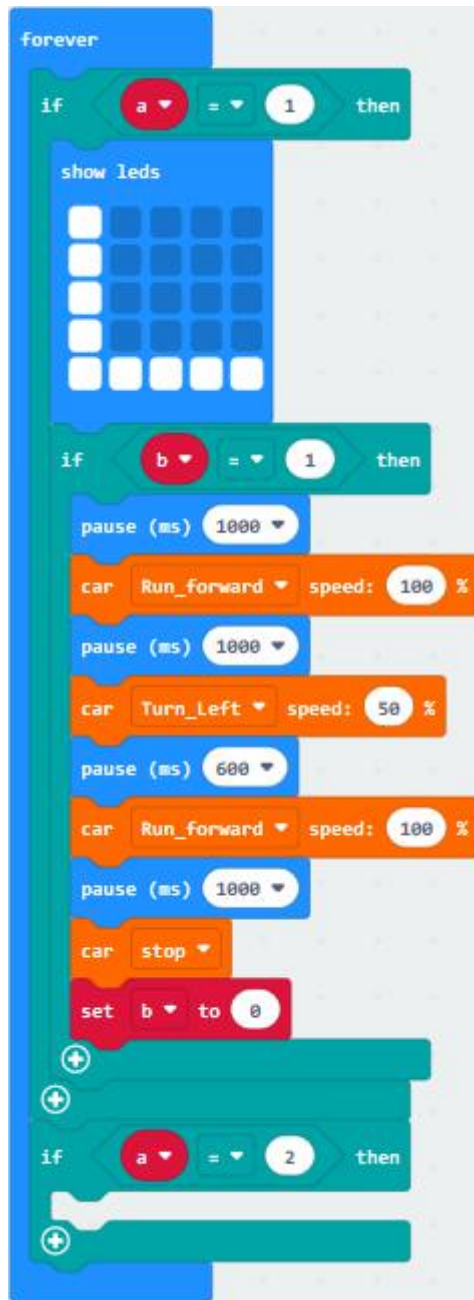 forever
if a = 1 then
show leds
if b = 1 then
pause (ms) 1000
car Run_forward speed: 100 %
pause (ms) 1000
car Turn_Left speed: 50 %
pause (ms) 600
car Run_forward speed: 100 %
pause (ms) 1000
car stop
set b to 0
if a = 2 then